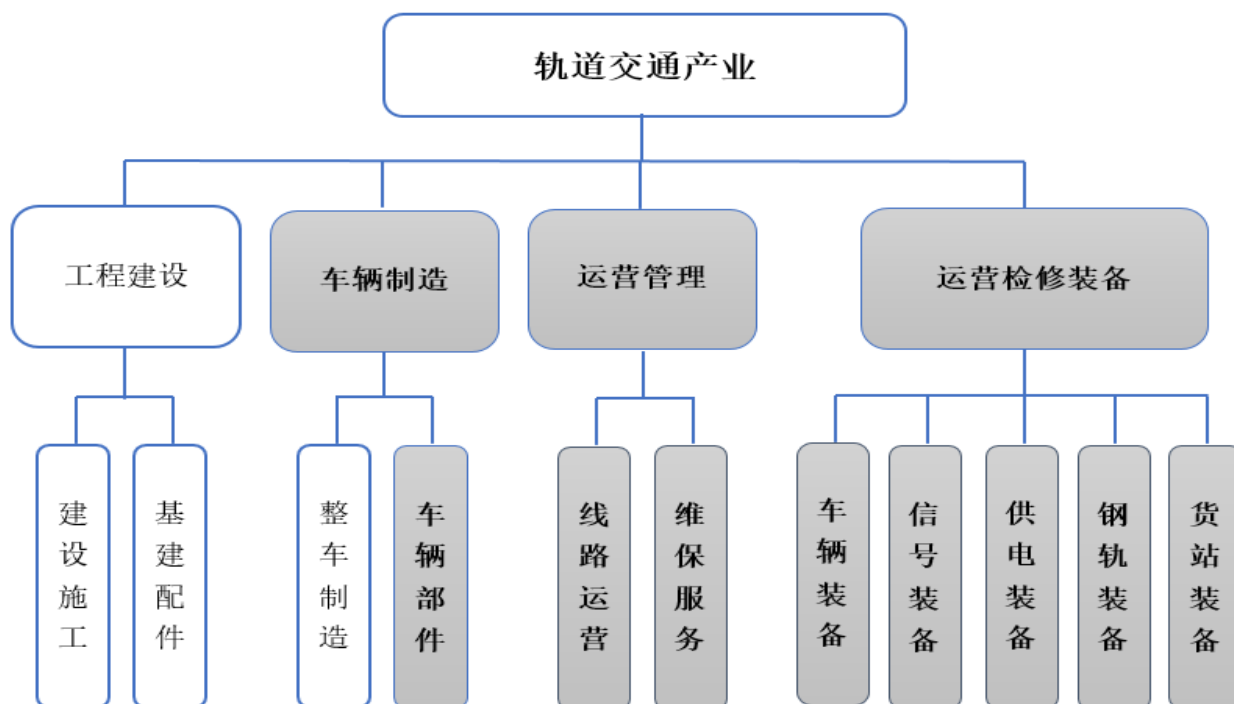 轨道交通产业
工程建设
车辆制造
运营管理
运营检修装备
建设施工
基建配件
整车制造
车辆部件
线路运营
维保服务
车辆装备
信号装备
供电装备
钢轨装备
货站装备